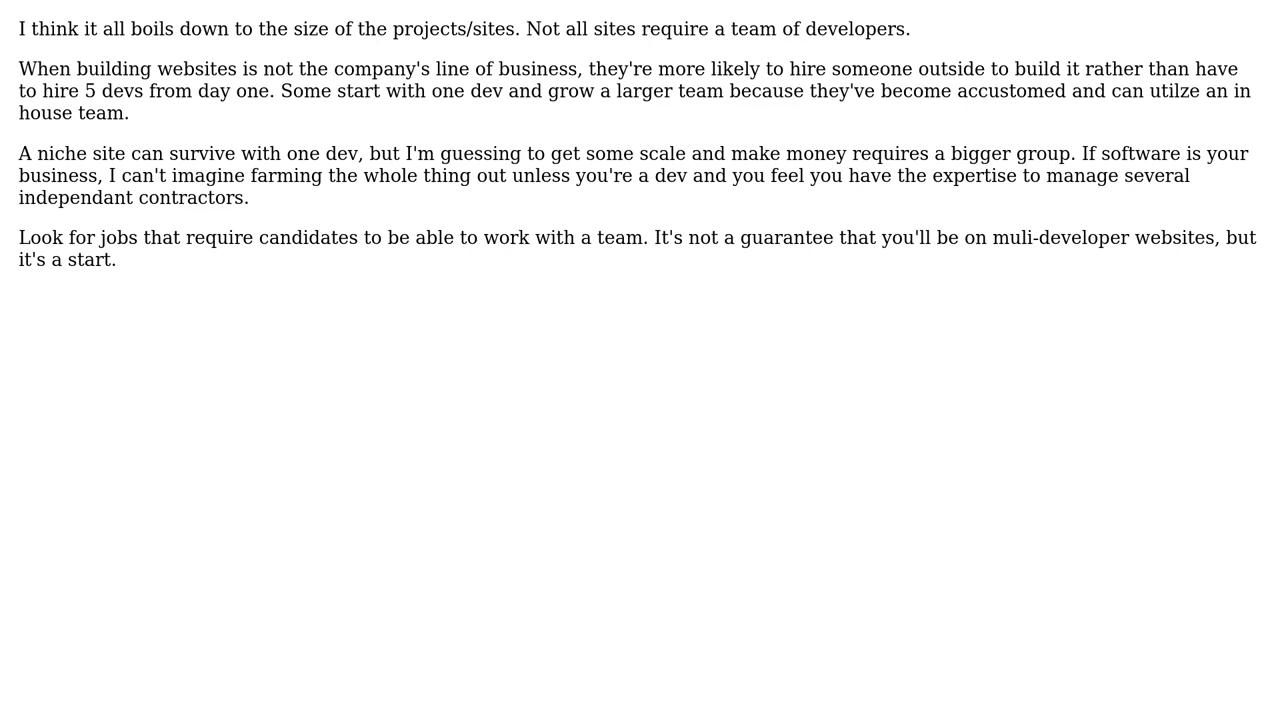 I think it all boils down to the size of the projects/sites. Not all sites require a team of developers.
When building websites is not the company's line of business, they're more likely to hire someone outside to build it rather than have
to hire 5 devs from day one. Some start with one dev and grow a larger team because they've become accustomed and can utilze an in
house team.
A niche site can survive with one dev, but I'm guessing to get some scale and make money requires a bigger group. If software is your
business, I can't imagine farming the whole thing out unless you're a dev and you feel you have the expertise to manage several
independant contractors.
Look for jobs that require candidates to be able to work with a team. It's not a guarantee that you'll be on muli-developer websites, but
it's a start.